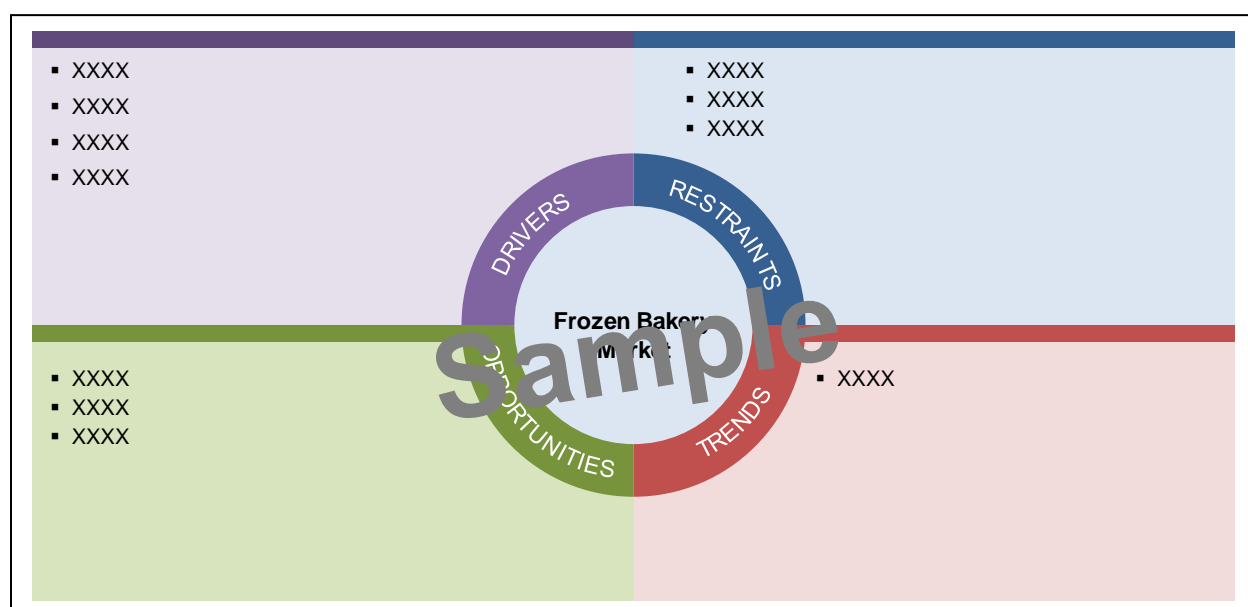 ▪ XXXX
▪ XXXX
▪ XXXX
▪ XXXX
▪ XXXX
▪ XXXX
▪ XXXX
DRIVERS
RESTRAINTS
Frozen Bakery
Market
Sample
OPPORTUNITIES
TRENDS
▪ XXXX
▪ XXXX
▪ XXXX
▪ XXXX